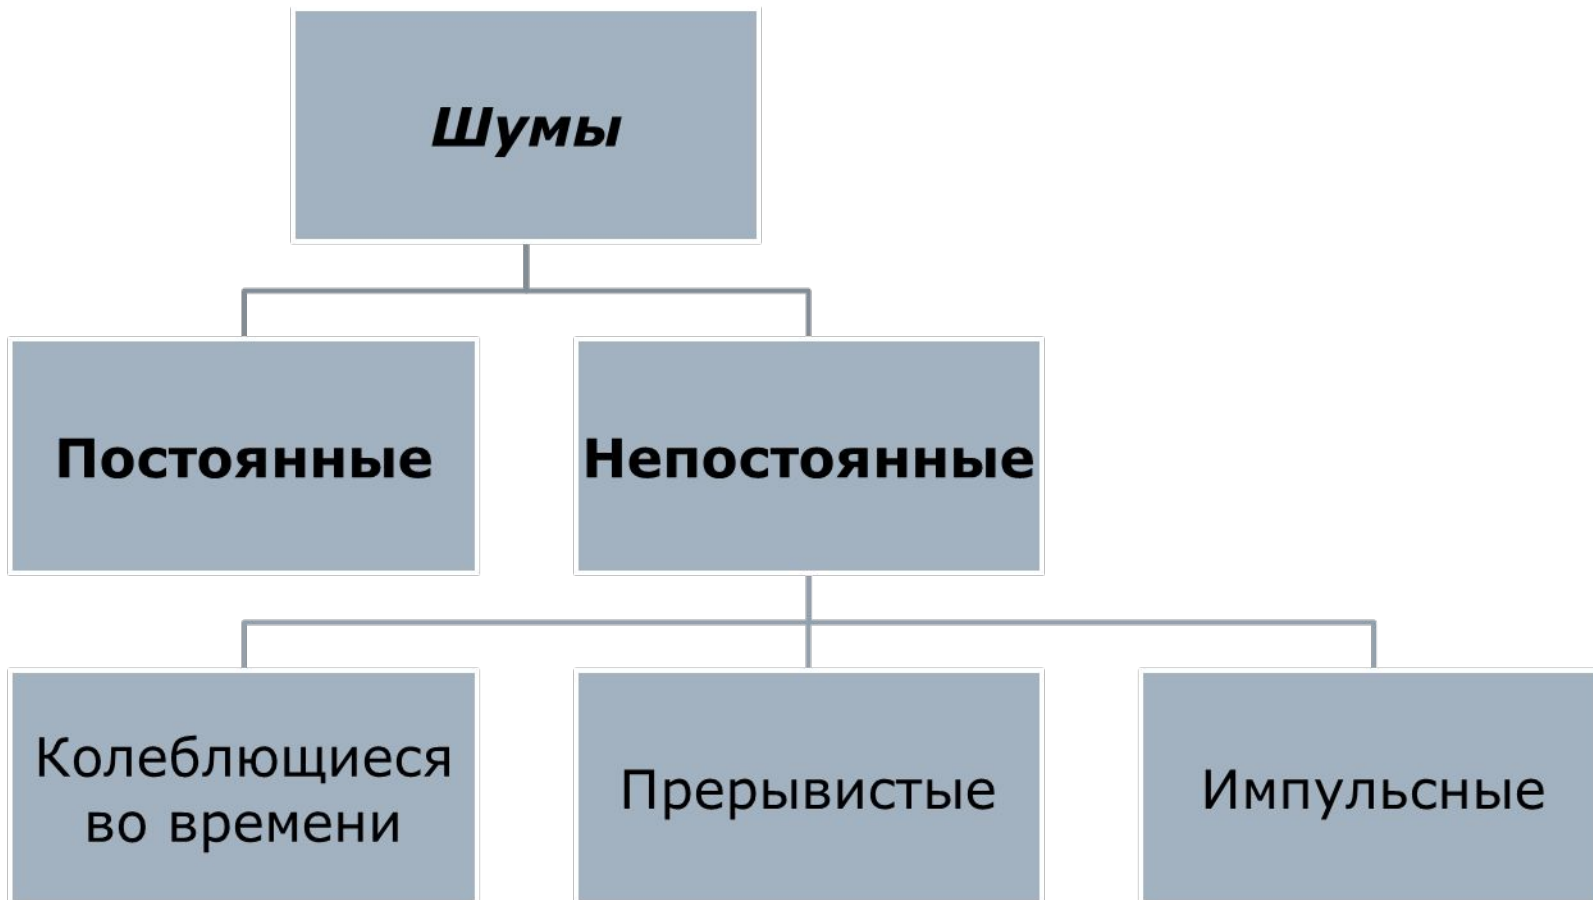 Шумы
Постоянные
Непостоянные
Колеблющиеся
во времени
Прерывистые
Импульсные